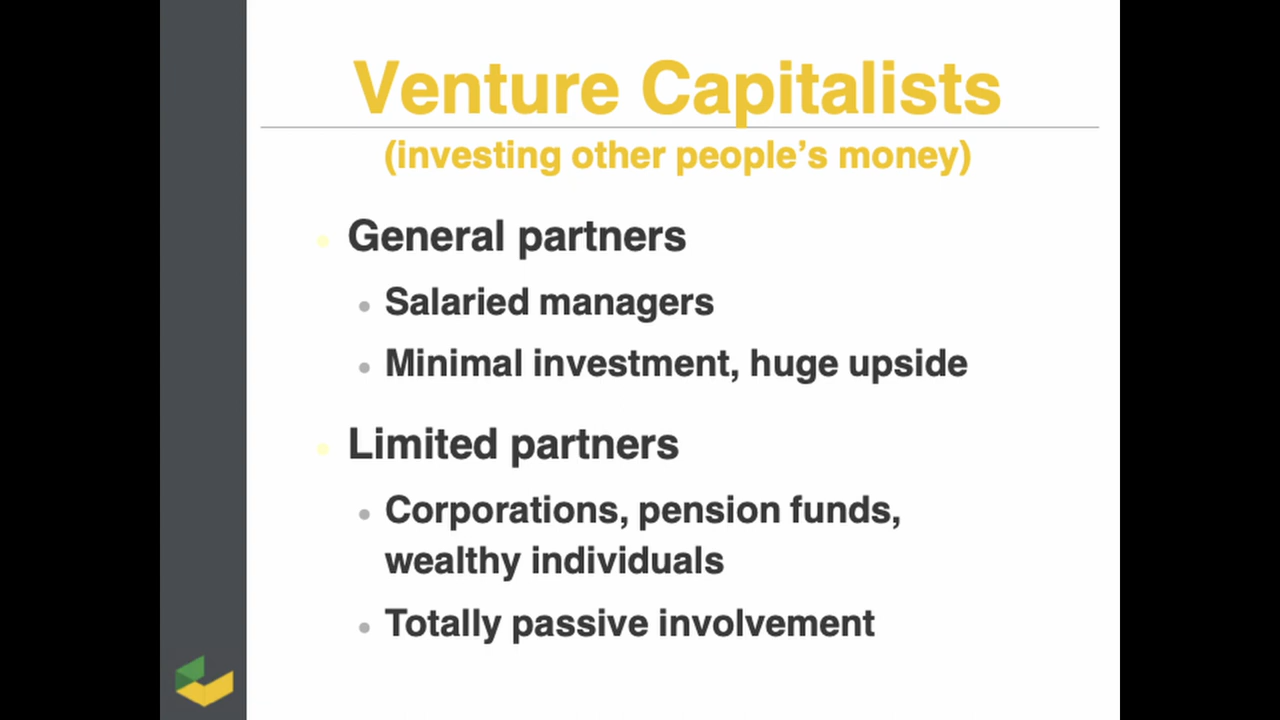 Venture Capitalists
(investing other people’s money)
General partners
Salaried managers
Minimal investment, huge upside
Limited partners
Corporations, pension funds,
wealthy individuals
Totally passive involvement